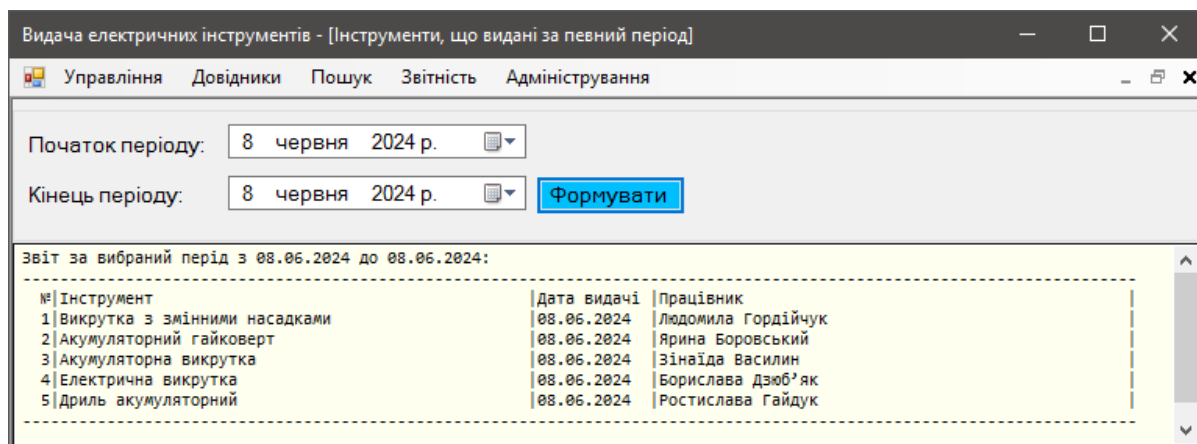 Видача електричних інструментів - [Інструменти, що видані за певний період]
Управління Довідники Пошук Звітність Адміністрування
Початок періоду: 8 червня 2024 р.
Кінець періоду: 8 червня 2024 р. Формувати
Звіт за вибраний перід з 08.06.2024 до 08.06.2024:
№|Інструмент |Дата видачі |Працівник |
1|Викрутка з змінними насадками |08.06.2024 |Людомила Гордійчук |
2|Акумуляторний гайковерт |08.06.2024 |Ярина Боровський |
3|Акумуляторна викрутка |08.06.2024 |Зінаїда Василин |
4|Електрична викрутка |08.06.2024 |Борислава Дзюб’як |
5|Дриль акумуляторний |08.06.2024 |Ростислава Гайдук |